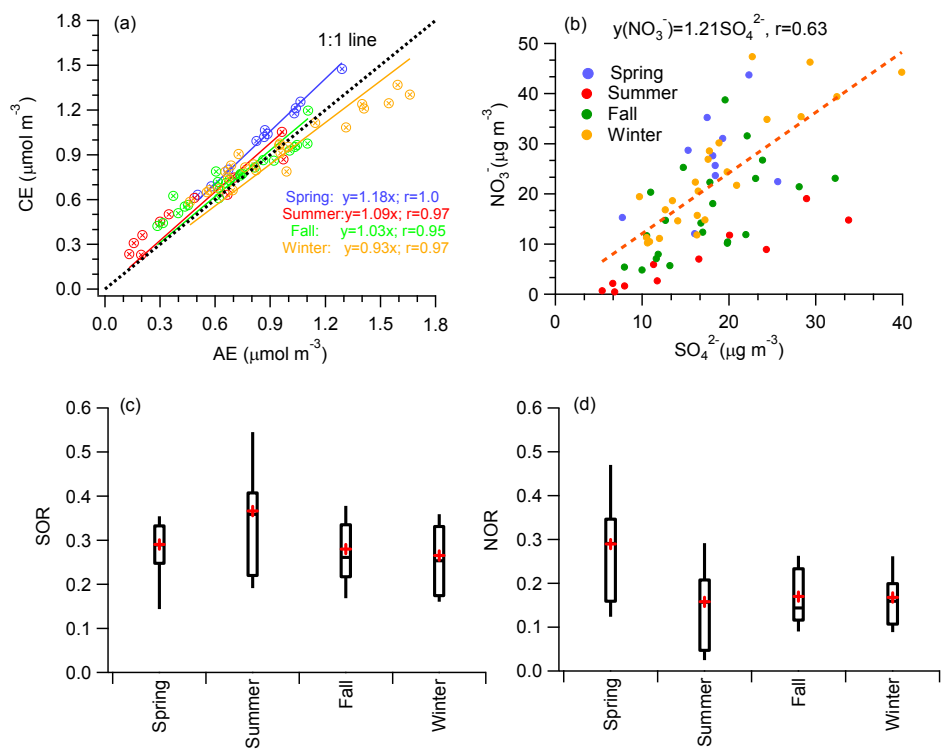 (a)
1:1 line
CE (μmol m⁻³)
1.8
1.5
1.2
0.9
0.6
0.3
0.0
Spring: y=1.18x; r=1.0
Summer:y=1.09x; r=0.97
Fall: y=1.03x; r=0.95
Winter: y=0.93x; r=0.97
0.0 0.3 0.6 0.9 1.2 1.5 1.8
AE (μmol m⁻³)
(b)
y(NO₃⁻)=1.21SO₄²⁻, r=0.63
NO₃⁻(μg m⁻³)
50
40
30
20
10
0
Spring
Summer
Fall
Winter
0 10 20 30 40
SO₄²⁻(μg m⁻³)
(c)
SOR
0.6
0.5
0.4
0.3
0.2
0.1
0.0
Spring
Summer
Fall
Winter
(d)
NOR
0.6
0.5
0.4
0.3
0.2
0.1
0.0
Spring
Summer
Fall
Winter